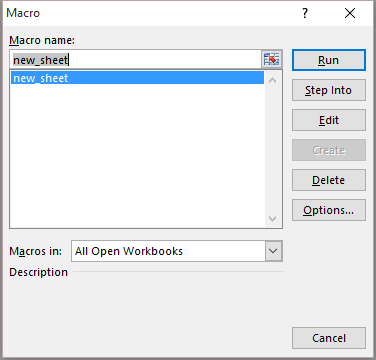 Macro
?
Macro name:
new_sheet
new_sheet
Run
Step Into
Edit
Create
Delete
Options...
Macros in:
All Open Workbooks
Description
Cancel